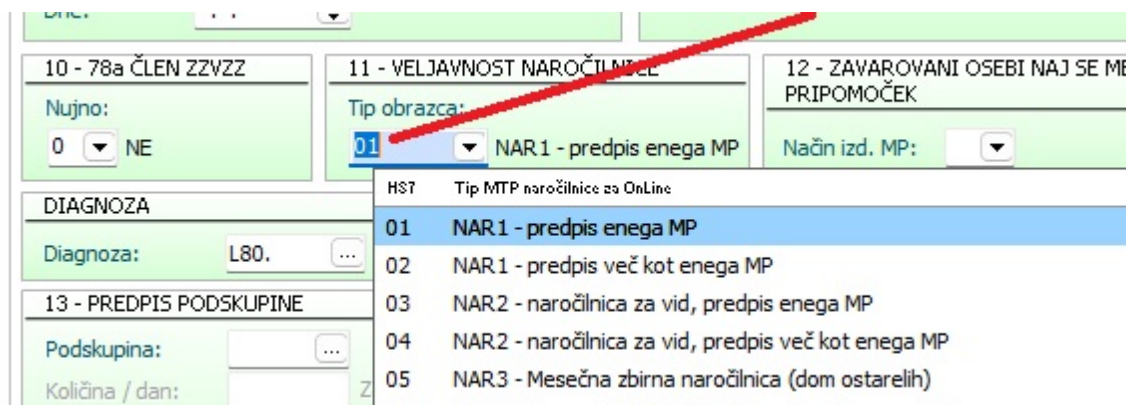 10 - 78a ČLEN ZZVZZ
Nujno:
0 NE
11 - VELJAVNOST NAROČILNICE
Tip obrazca:
01 NAR1 - predpis enega MP
12 - ZAVAROVANI OSEBI NAJ SE
PRIPOMOČEK
Način izd. MP:
HS7 Tip MTP naročilnice za OnLine
01 NAR1 - predpis enega MP
02 NAR1 - predpis več kot enega MP
03 NAR2 - naročilnica za vid, predpis enega MP
04 NAR2 - naročilnica za vid, predpis več kot enega MP
05 NAR3 - Mesečna zbirna naročilnica (dom ostarelih)
DIAGNOZA
Diagnoza: L80. ...
13 - PREDPIS PODSKUPINE
Podskupina: ...
Količina / dan: